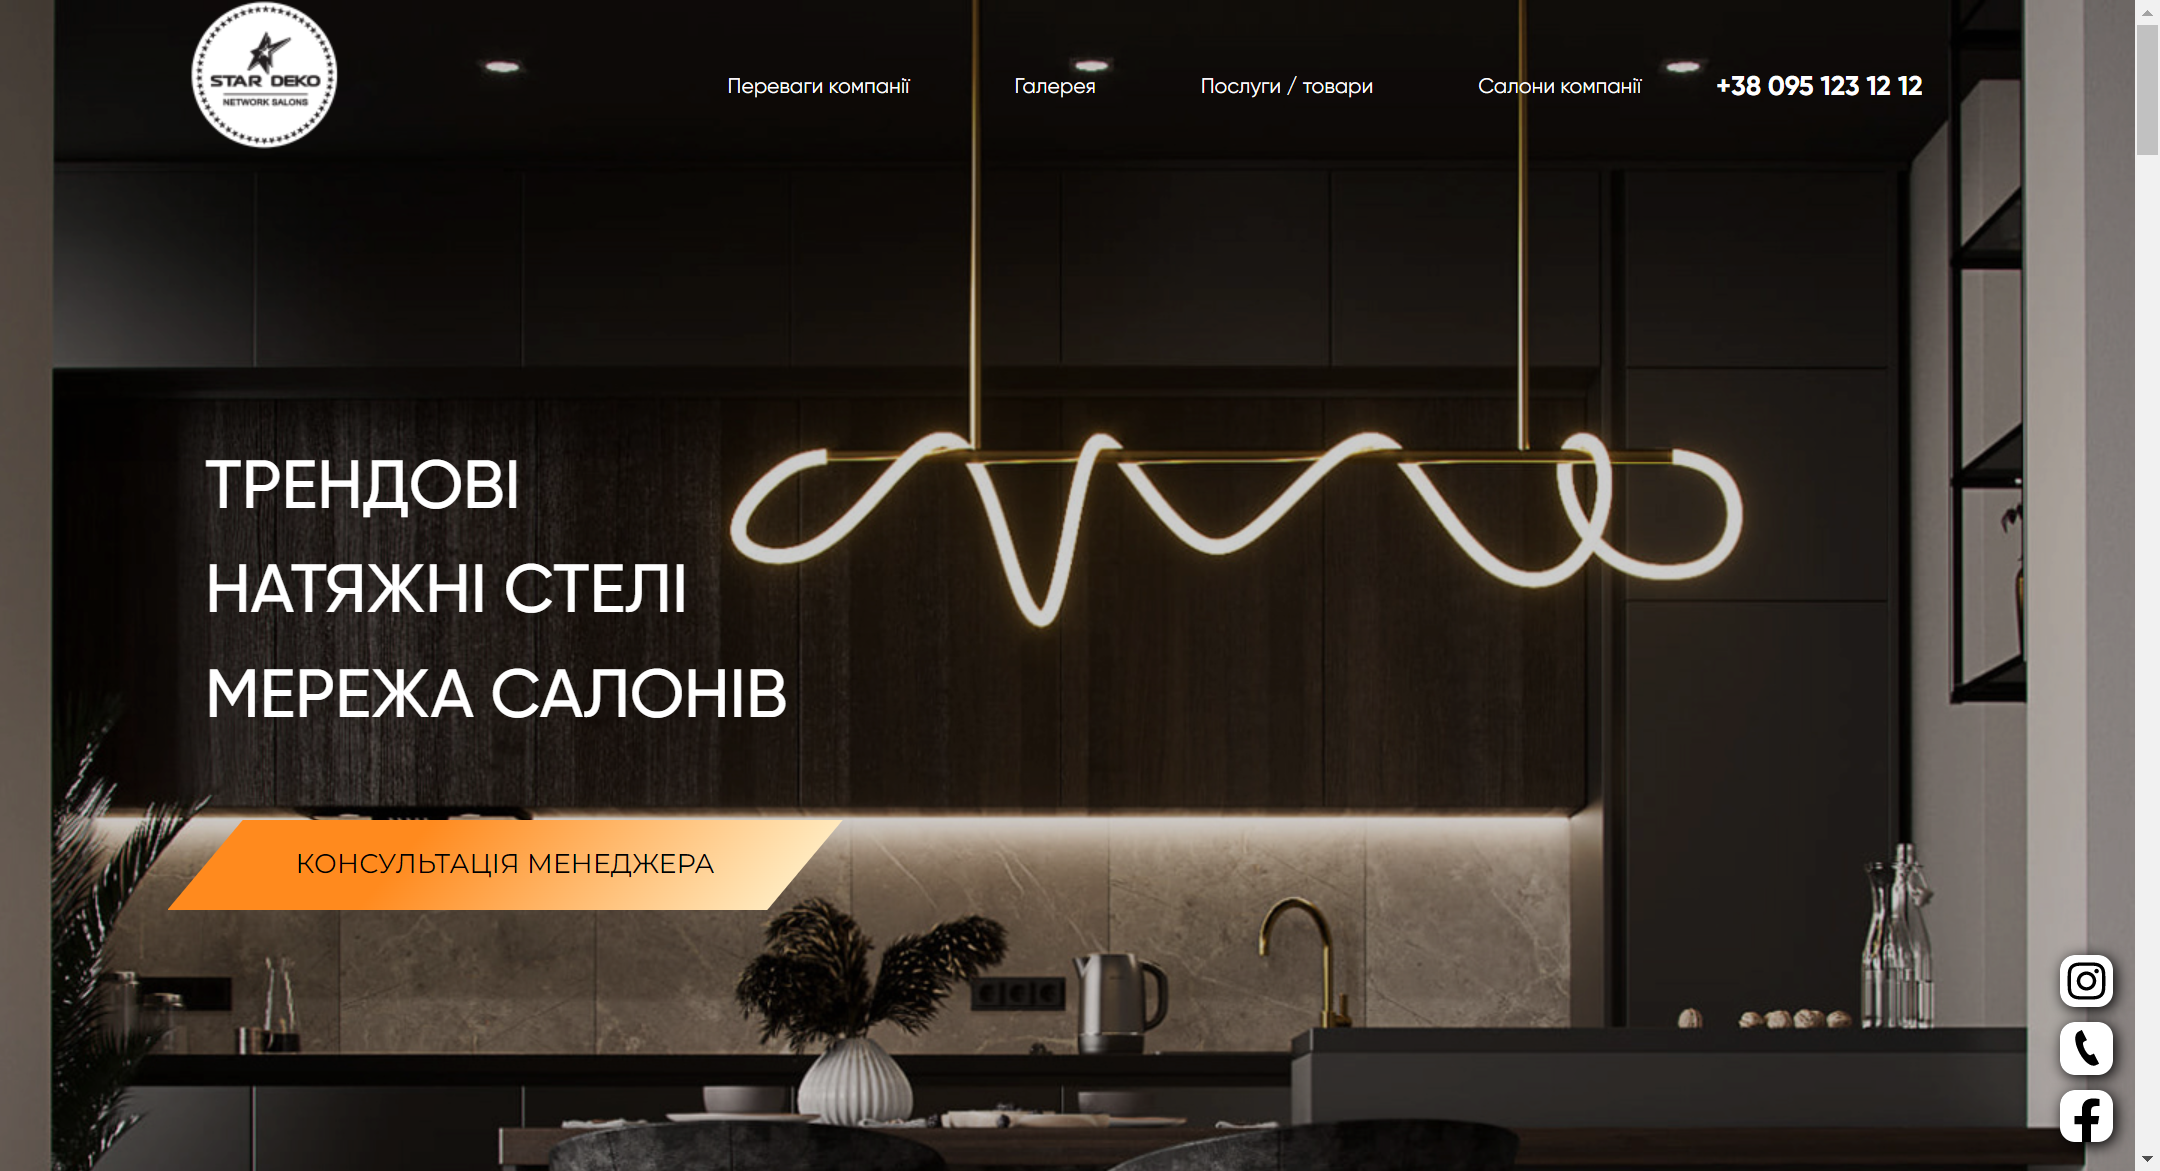 STAR DEKO
NETWORK SALONS
Переваги компанії
Галерея
Послуги / товари
Салони компанії
+38 095 123 12 12
ТРЕНДОВІ
НАТЯЖНІ СТЕЛІ
МЕРЕЖА САЛОНІВ
КОНСУЛЬТАЦІЯ МЕНЕДЖЕРА